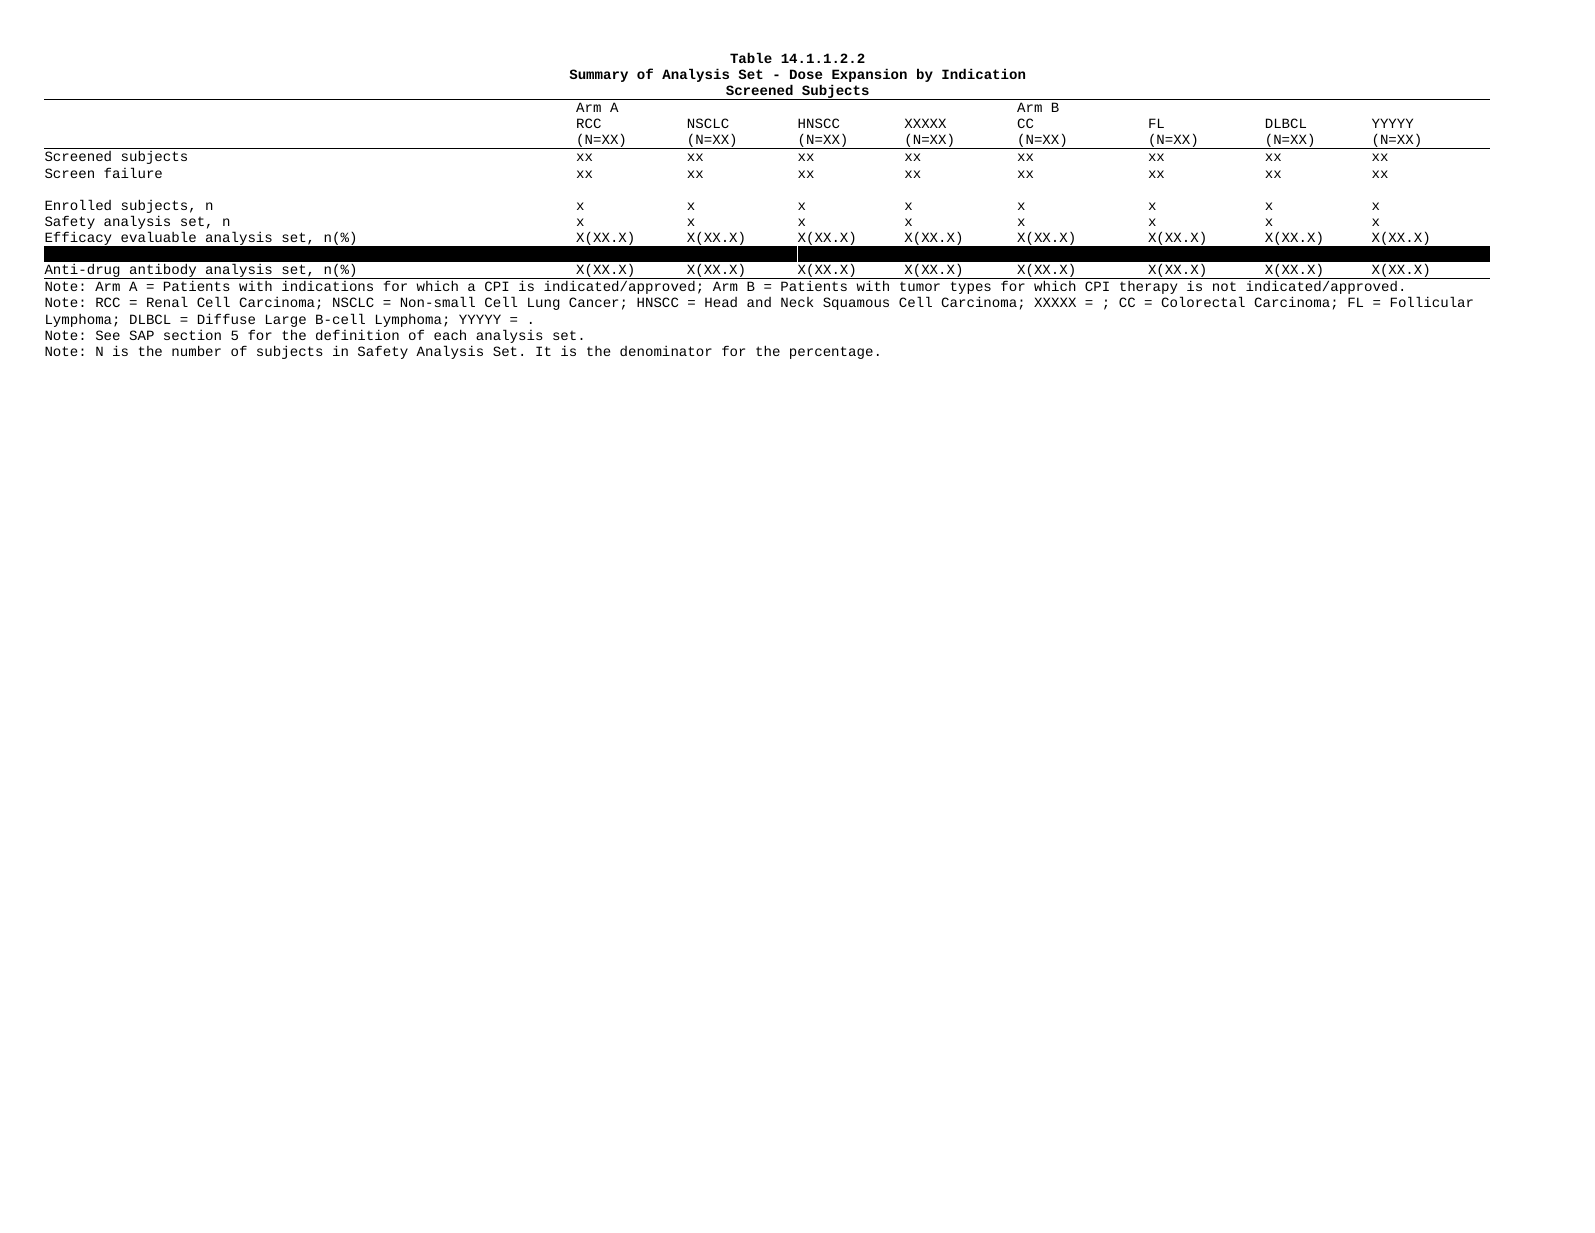 Table 14.1.1.2.2
Summary of Analysis Set - Dose Expansion by Indication
Screened Subjects
Arm A Arm B
RCC NSCLC HNSCC XXXXX CC FL DLBCL YYYYY
(N=XX) (N=XX) (N=XX) (N=XX) (N=XX) (N=XX) (N=XX) (N=XX)
Screened subjects xx xx xx xx xx xx xx xx
Screen failure xx xx xx xx xx xx xx xx
Enrolled subjects, n x x x x x x x x
Safety analysis set, n x x x x x x x x
Efficacy evaluable analysis set, n(%) X(XX.X) X(XX.X) X(XX.X) X(XX.X) X(XX.X) X(XX.X) X(XX.X) X(XX.X)
Anti-drug antibody analysis set, n(%) X(XX.X) X(XX.X) X(XX.X) X(XX.X) X(XX.X) X(XX.X) X(XX.X) X(XX.X)
Note: Arm A = Patients with indications for which a CPI is indicated/approved; Arm B = Patients with tumor types for which CPI therapy is not indicated/approved.
Note: RCC = Renal Cell Carcinoma; NSCLC = Non-small Cell Lung Cancer; HNSCC = Head and Neck Squamous Cell Carcinoma; XXXXX = ; CC = Colorectal Carcinoma; FL = Follicular
Lymphoma; DLBCL = Diffuse Large B-cell Lymphoma; YYYYY = .
Note: See SAP section 5 for the definition of each analysis set.
Note: N is the number of subjects in Safety Analysis Set. It is the denominator for the percentage.